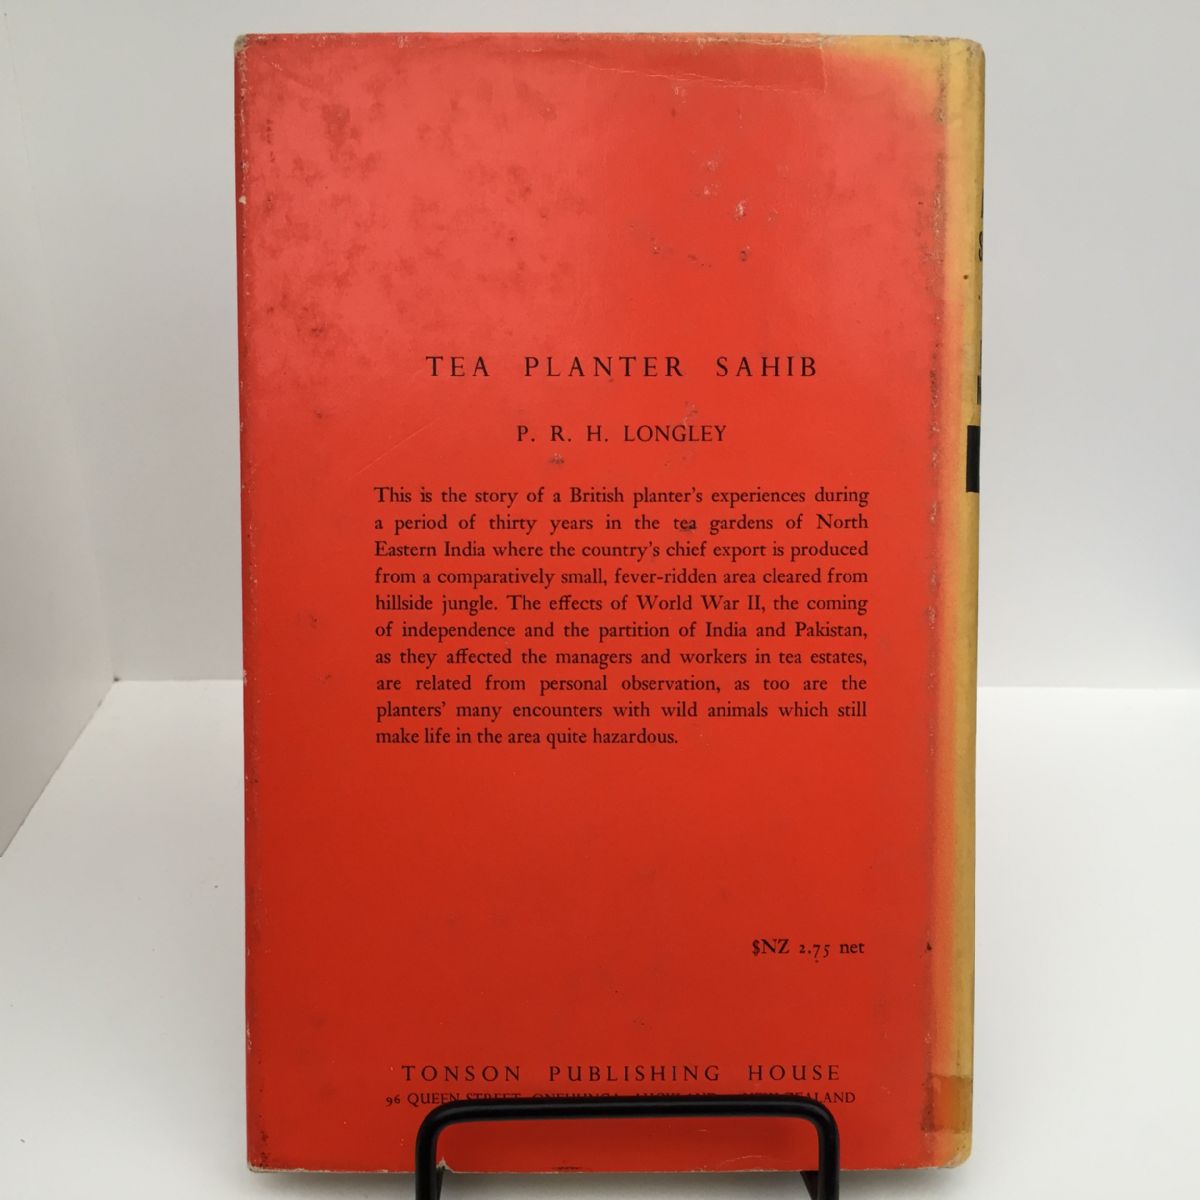 TEA PLANTER SAHIB
P. R. H. LONGLEY
This is the story of a British planter's experiences during
a period of thirty years in the tea gardens of North
Eastern India where the country's chief export is produced
from a comparatively small, fever-ridden area cleared from
hillside jungle. The effects of World War II, the coming
of independence and the partition of India and Pakistan,
as they affected the managers and workers in tea estates,
are related from personal observation, as too are the
planters' many encounters with wild animals which still
make life in the area quite hazardous.
$NZ 2.75 net
TONSON PUBLISHING HOUSE
96 QUEEN STREET, ONEHUNGA, AUCKLAND, NEW ZEALAND